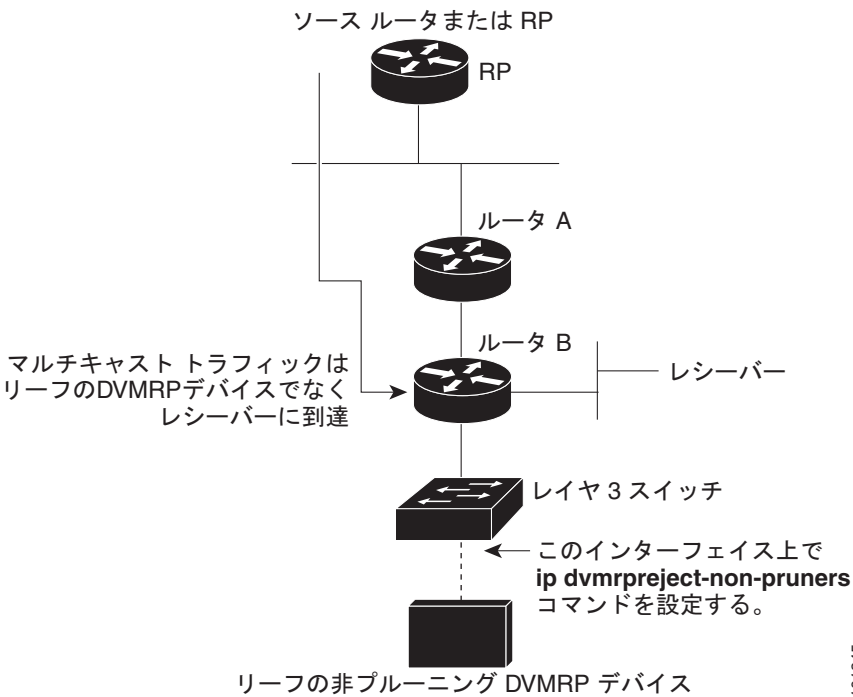 ソース ルータまたは RP
RP
ルータ A
ルータ B
マルチキャスト トラフィックは
リーフのDVMRPデバイスでなく
レシーバーに到達
レシーバー
レイヤ 3 スイッチ
このインターフェイス上で
ip dvmrpreject-non-pruners
コマンドを設定する。
リーフの非プルーニング DVMRP デバイス